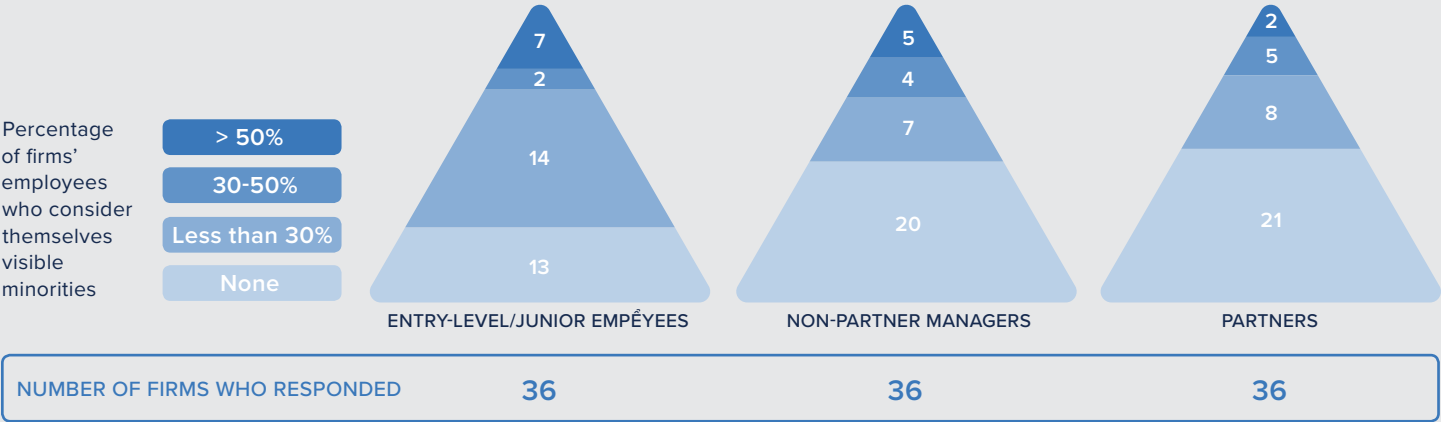 Percentage
of firms’
employees
who consider
themselves
visible
minorities
> 50%
30-50%
Less than 30%
None
7
2
14
13
ENTRY-LEVEL/JUNIOR EMPẾYEES
5
4
7
20
NON-PARTNER MANAGERS
2
5
8
21
PARTNERS
NUMBER OF FIRMS WHO RESPONDED 36 36 36